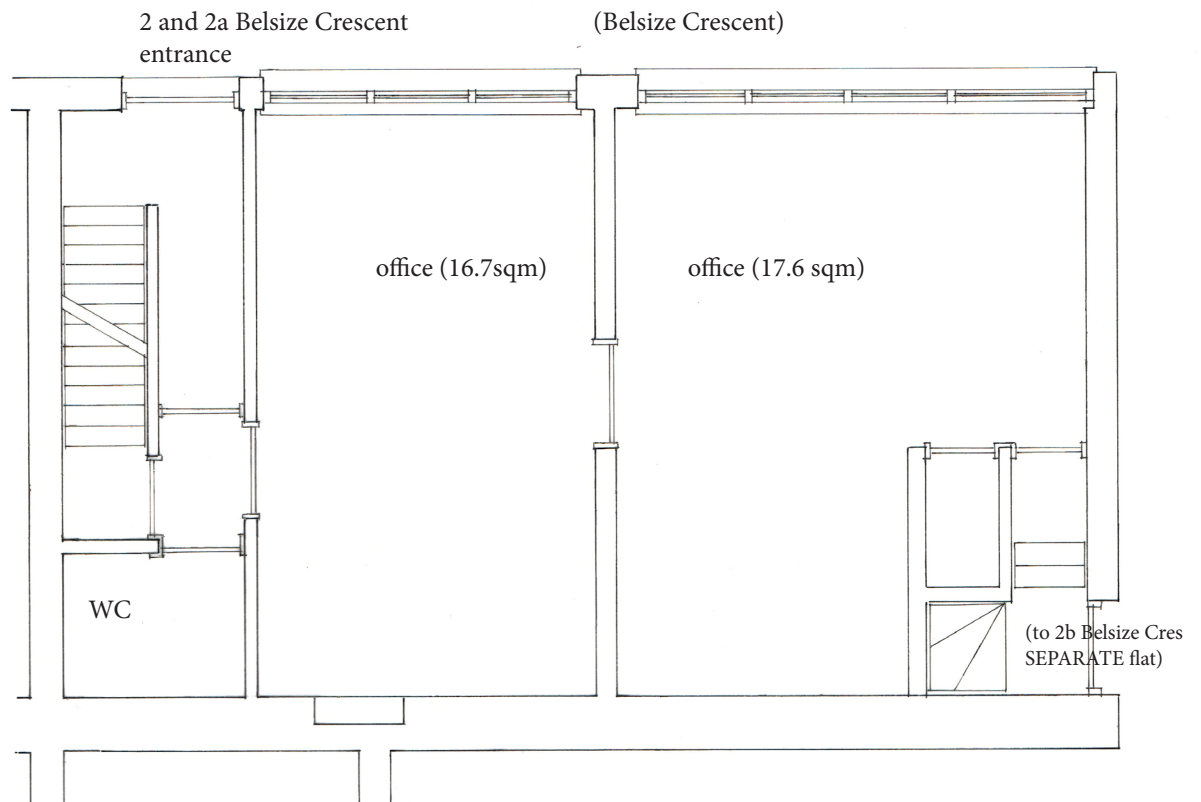 2 and 2a Belsize Crescent
entrance
(Belsize Crescent)
office (16.7sqm)
office (17.6 sqm)
WC
(to 2b Belsize Cres
SEPARATE flat)